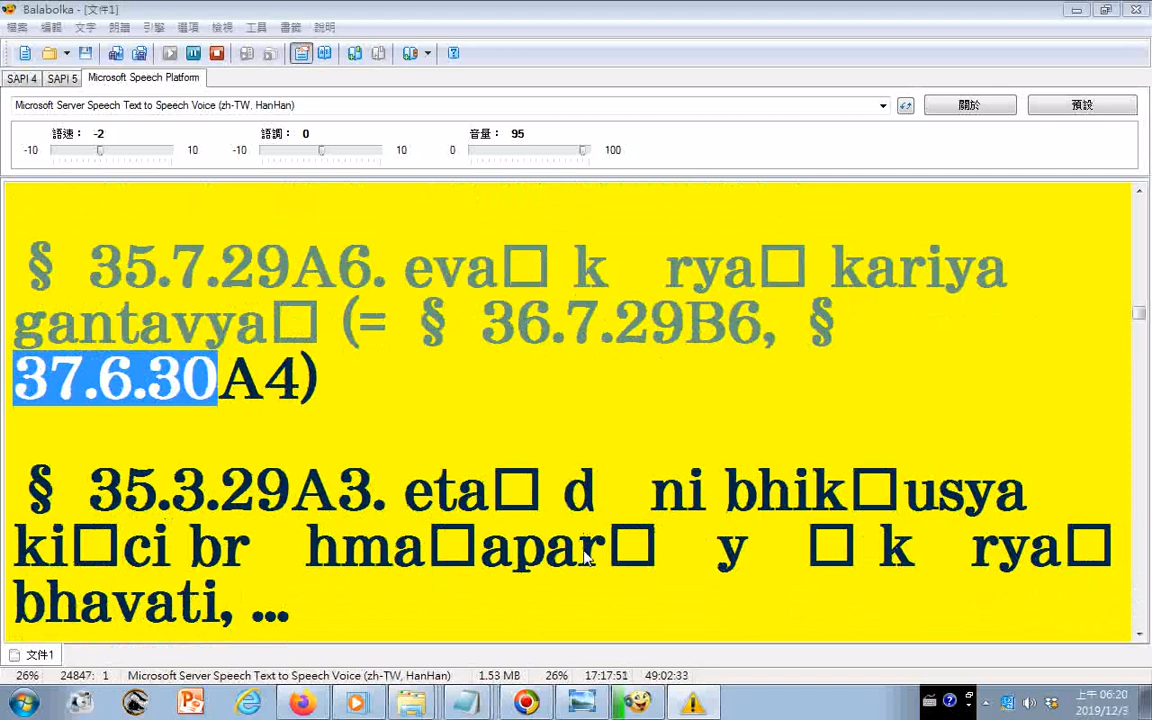 Balabolka - [文件1]
檔案 編輯 文字 朗讀 引擎 選項 檢視 工具 書籤 說明
SAPI 4 SAPI 5 Microsoft Speech Platform
Microsoft Server Speech Text to Speech Voice (zh-TW, HanHan) 關於 預設
語速： -2 語調： 0 音量： 95
-10 10 -10 10 0 100
§ 35.7.29A6. eva□ k rya□ kariya
gantavya□ (= § 36.7.29B6, §
37.6.30A4)
§ 35.3.29A3. eta□ d ni bhik□usya
ki□ci br hma□apar□ y □ k rya□
bhavati, ...
文件1
26% 24847: 1 Microsoft Server Speech Text to Speech Voice (zh-TW, HanHan) 1.53 MB 26% 17:17:51 49:02:33
上午 06:20
2019/12/3